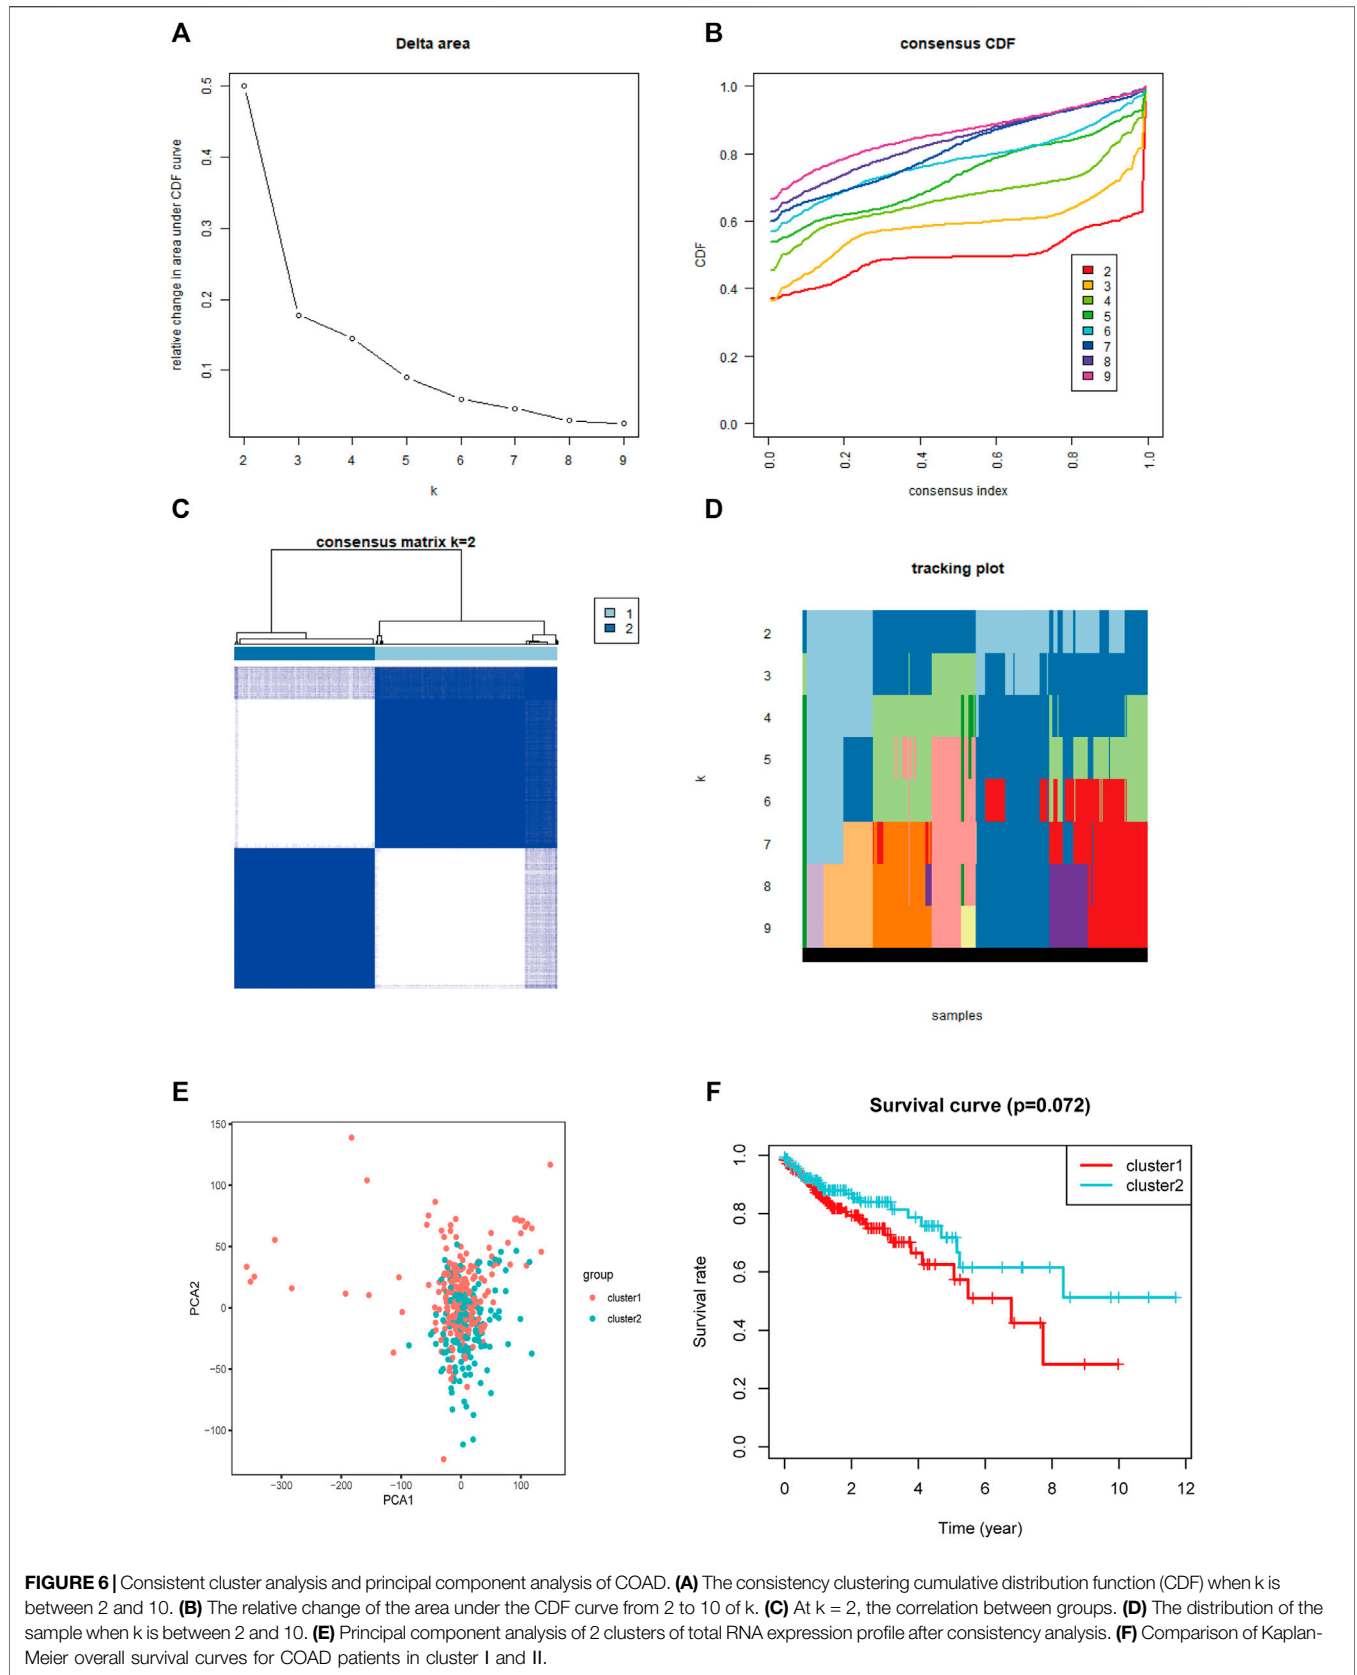 A
Delta area
relative change in area under CDF curve
0.5
0.4
0.3
0.2
0.1
2 3 4 5 6 7 8 9
k
B
consensus CDF
CDF
1.0
0.8
0.6
0.4
0.2
0.0
2
3
4
5
6
7
8
9
0.0 0.2 0.4 0.6 0.8 1.0
consensus index
C
consensus matrix k=2
1
2
D
tracking plot
k
2
3
4
5
6
7
8
9
samples
E
PCA2
150
100
50
0
−50
−100
−300 −200 −100 0 100
PCA1
group
cluster1
cluster2
F
Survival curve (p=0.072)
Survival rate
1.0
0.8
0.6
0.4
0.2
0.0
cluster1
cluster2
0 2 4 6 8 10 12
Time (year)
FIGURE 6 | Consistent cluster analysis and principal component analysis of COAD. (A) The consistency clustering cumulative distribution function (CDF) when k is
between 2 and 10. (B) The relative change of the area under the CDF curve from 2 to 10 of k. (C) At k = 2, the correlation between groups. (D) The distribution of the
sample when k is between 2 and 10. (E) Principal component analysis of 2 clusters of total RNA expression profile after consistency analysis. (F) Comparison of Kaplan-
Meier overall survival curves for COAD patients in cluster I and II.